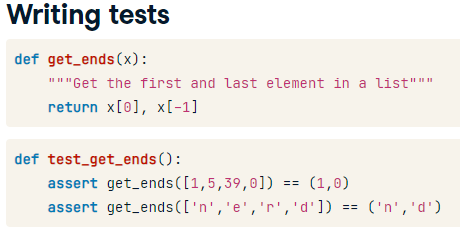 Writing tests
def get_ends(x):
    """Get the first and last element in a list"""
    return x[0], x[-1]
def test_get_ends():
    assert get_ends([1,5,39,0]) == (1,0)
    assert get_ends(['n','e','r','d']) == ('n','d')